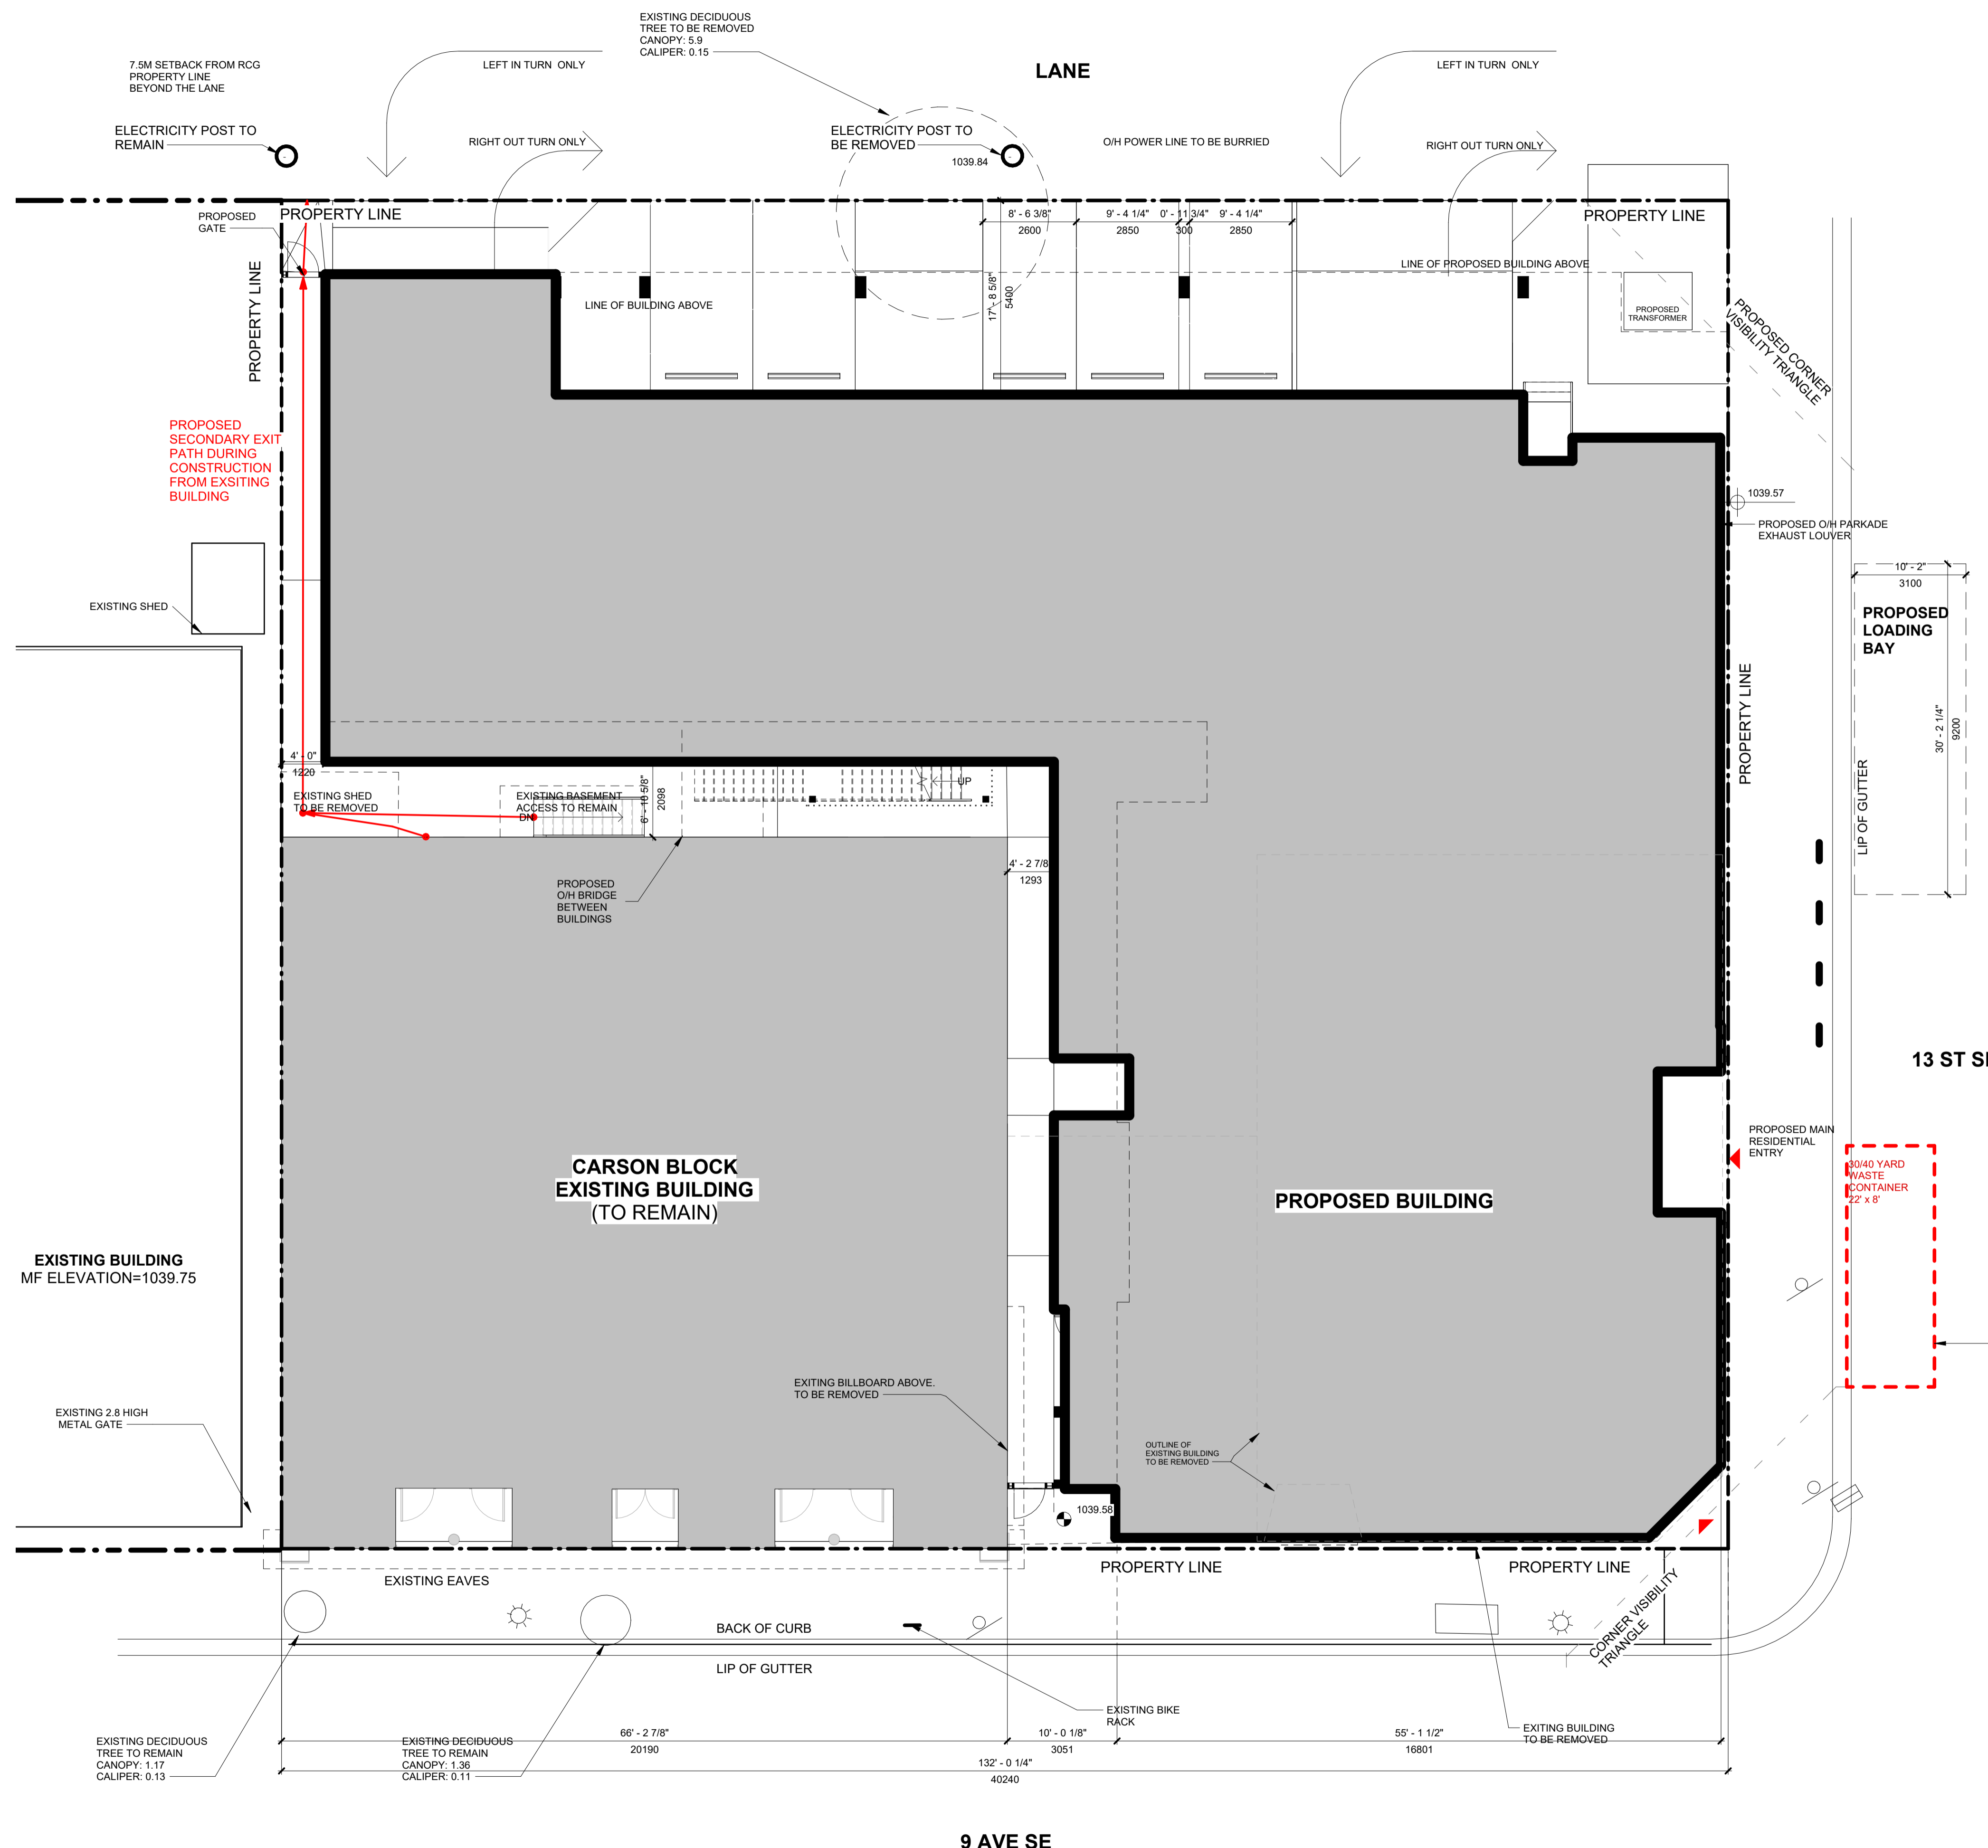 EXISTING DECIDUOUS
TREE TO BE REMOVED
CANOPY: 5.9
CALIPER: 0.15
7.5M SETBACK FROM RCG
PROPERTY LINE
BEYOND THE LANE
LEFT IN TURN  ONLY
LANE
LEFT IN TURN  ONLY
ELECTRICITY POST TO
REMAIN
RIGHT OUT TURN ONLY
ELECTRICITY POST TO
BE REMOVED
1039.84
O/H POWER LINE TO BE BURRIED
RIGHT OUT TURN ONLY
PROPOSED
GATE
PROPERTY LINE
8' - 6 3/8"
2600
9' - 4 1/4"
2850
0' - 11 3/4"
300
9' - 4 1/4"
2850
PROPERTY LINE
PROPERTY LINE
LINE OF BUILDING ABOVE
17' - 8 5/8"
5400
LINE OF PROPOSED BUILDING ABOVE
PROPOSED
TRANSFORMER
PROPOSED CORNER
VISIBILITY TRIANGLE
PROPOSED
SECONDARY EXIT
PATH DURING
CONSTRUCTION
FROM EXSITING
BUILDING
1039.57
PROPOSED O/H PARKADE
EXHAUST LOUVER
10' - 2"
3100
EXISTING SHED
PROPOSED
LOADING
BAY
PROPERTY LINE
30' - 2 1/4"
9200
LIP OF GUTTER
4' - 0"
1220
EXISTING SHED
TO BE REMOVED
EXISTING BASEMENT
ACCESS TO REMAIN
DN
6' - 10 5/8"
2098
UP
4' - 2 7/8
1293
PROPOSED
O/H BRIDGE
BETWEEN
BUILDINGS
13 ST S
PROPOSED MAIN
RESIDENTIAL
ENTRY
30/40 YARD
WASTE
CONTAINER
22' x 8'
CARSON BLOCK
EXISTING BUILDING
(TO REMAIN)
PROPOSED BUILDING
EXISTING BUILDING
MF ELEVATION=1039.75
EXITING BILLBOARD ABOVE.
TO BE REMOVED
EXISTING 2.8 HIGH
METAL GATE
OUTLINE OF
EXISTING BUILDING
TO BE REMOVED
1039.58
PROPERTY LINE
PROPERTY LINE
EXISTING EAVES
CORNER VISIBILITY
TRIANGLE
BACK OF CURB
LIP OF GUTTER
EXISTING BIKE
RACK
EXITING BUILDING
TO BE REMOVED
EXISTING DECIDUOUS
TREE TO REMAIN
CANOPY: 1.17
CALIPER: 0.13
EXISTING DECIDUOUS
TREE TO REMAIN
CANOPY: 1.36
CALIPER: 0.11
66' - 2 7/8"
20190
10' - 0 1/8"
3051
55' - 1 1/2"
16801
132' - 0 1/4"
40240
9 AVE SE